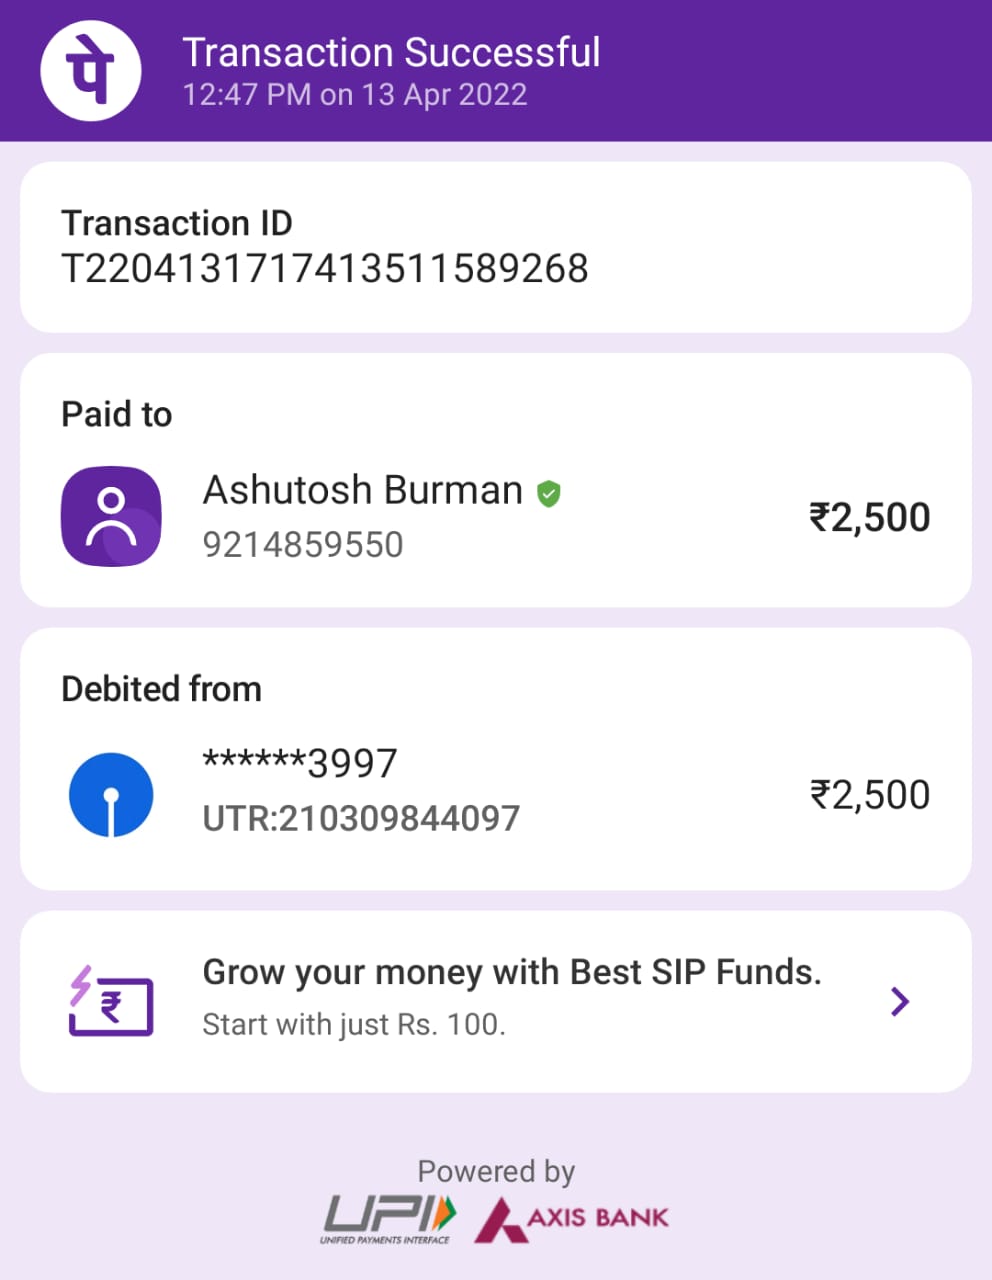 पे
Transaction Successful
12:47 PM on 13 Apr 2022
Transaction ID
T2204131717413511589268
Paid to
Ashutosh Burman
9214859550
₹2,500
Debited from
******3997
UTR:210309844097
₹2,500
₹
Grow your money with Best SIP Funds.
Start with just Rs. 100.
Powered by
UPI
UNIFIED PAYMENTS INTERFACE
AXIS BANK